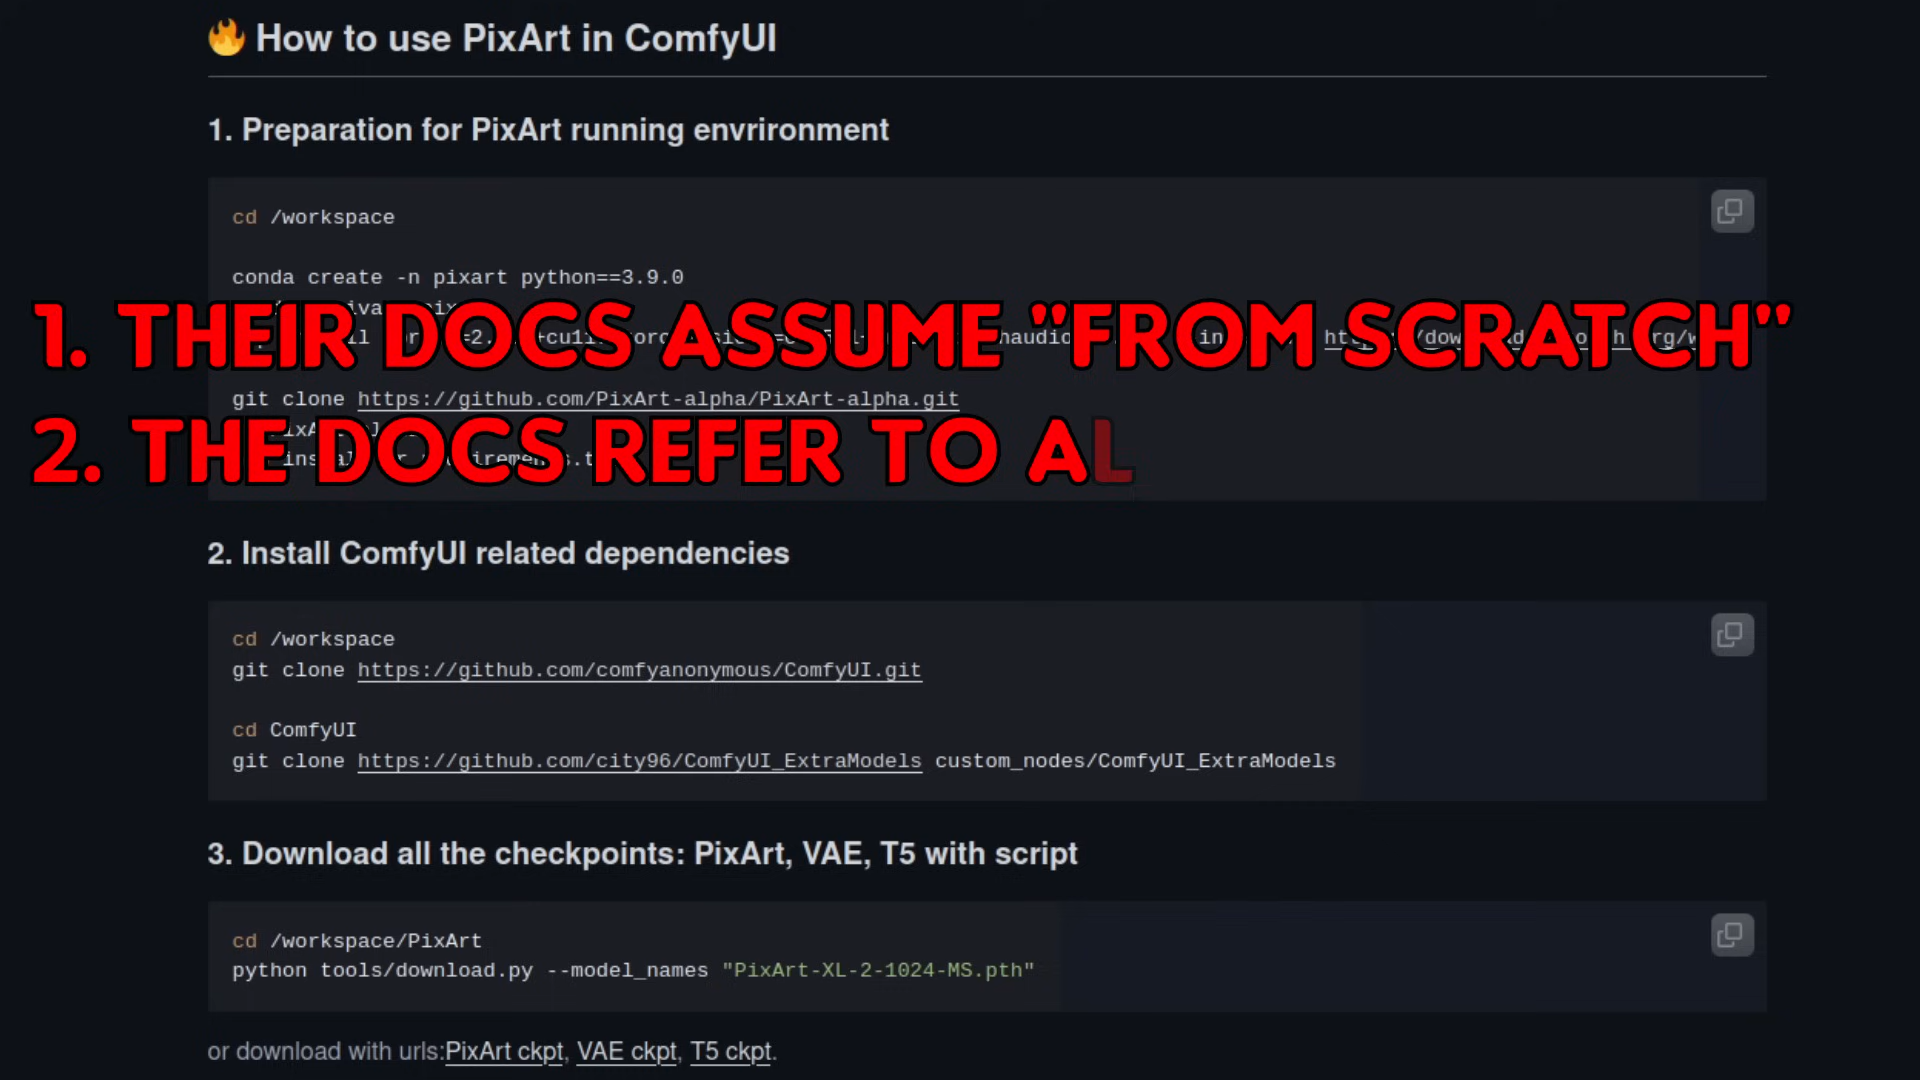 How to use PixArt in ComfyUI
1. Preparation for PixArt running envrironment
cd /workspace
conda create -n pixart python==3.9.0
1. THEIR DOCS ASSUME "FROM SCRATCH"
git clone https://github.com/PixArt-alpha/PixArt-alpha.git
2. THE DOCS REFER TO AL
2. Install ComfyUI related dependencies
cd /workspace
git clone https://github.com/comfyanonymous/ComfyUI.git
cd ComfyUI
git clone https://github.com/city96/ComfyUI_ExtraModels custom_nodes/ComfyUI_ExtraModels
3. Download all the checkpoints: PixArt, VAE, T5 with script
cd /workspace/PixArt
python tools/download.py --model_names "PixArt-XL-2-1024-MS.pth"
or download with urls:PixArt ckpt, VAE ckpt, T5 ckpt.